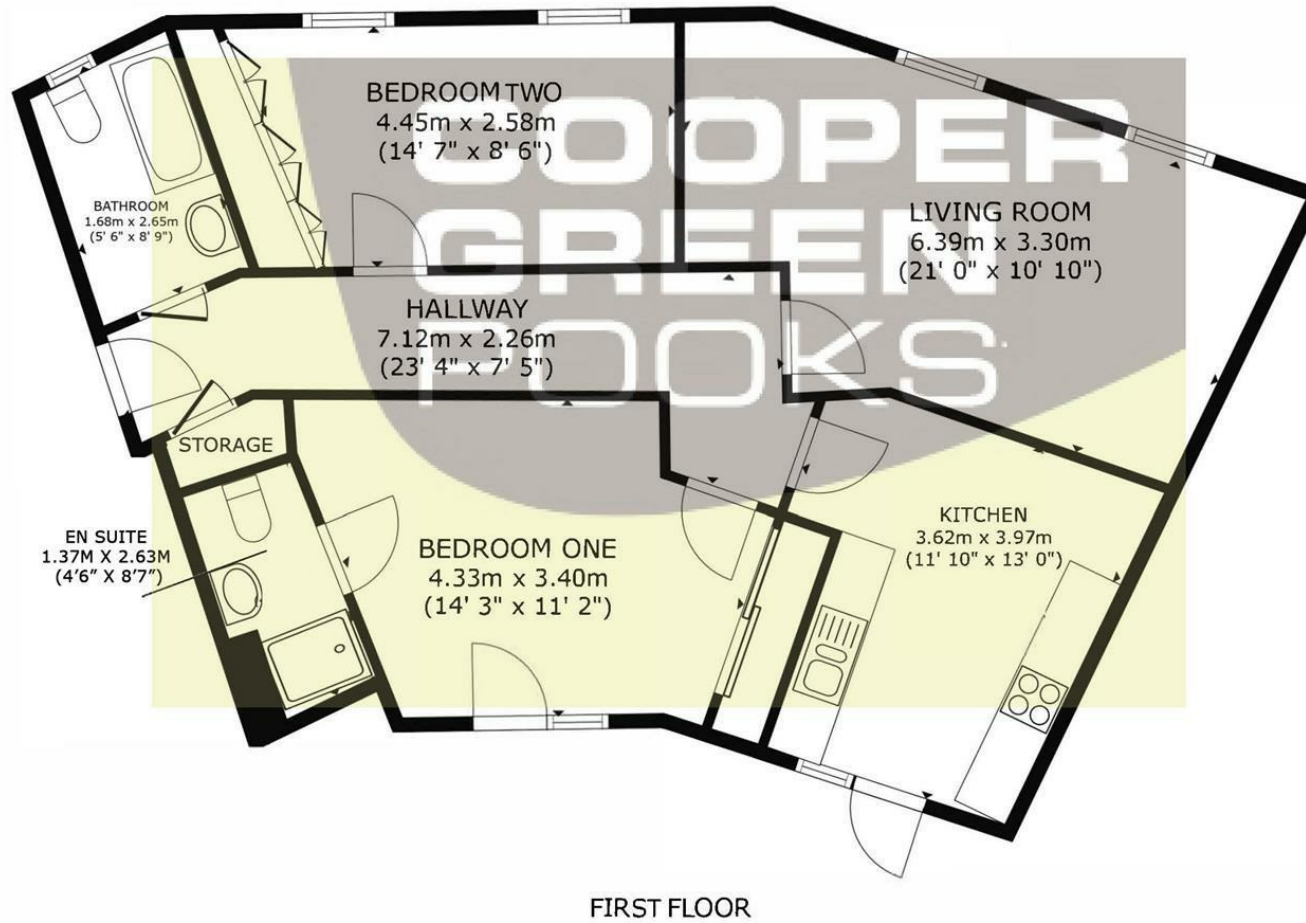 BEDROOM TWO
4.45m x 2.58m
(14' 7" x 8' 6")
COOPER
GREEN
POOKS
BATHROOM
1.68m x 2.65m
(5' 6" x 8' 9")
LIVING ROOM
6.39m x 3.30m
(21' 0" x 10' 10")
HALLWAY
7.12m x 2.26m
(23' 4" x 7' 5")
STORAGE
EN SUITE
1.37M X 2.63M
(4'6" X 8'7")
BEDROOM ONE
4.33m x 3.40m
(14' 3" x 11' 2")
KITCHEN
3.62m x 3.97m
(11' 10" x 13' 0")
FIRST FLOOR